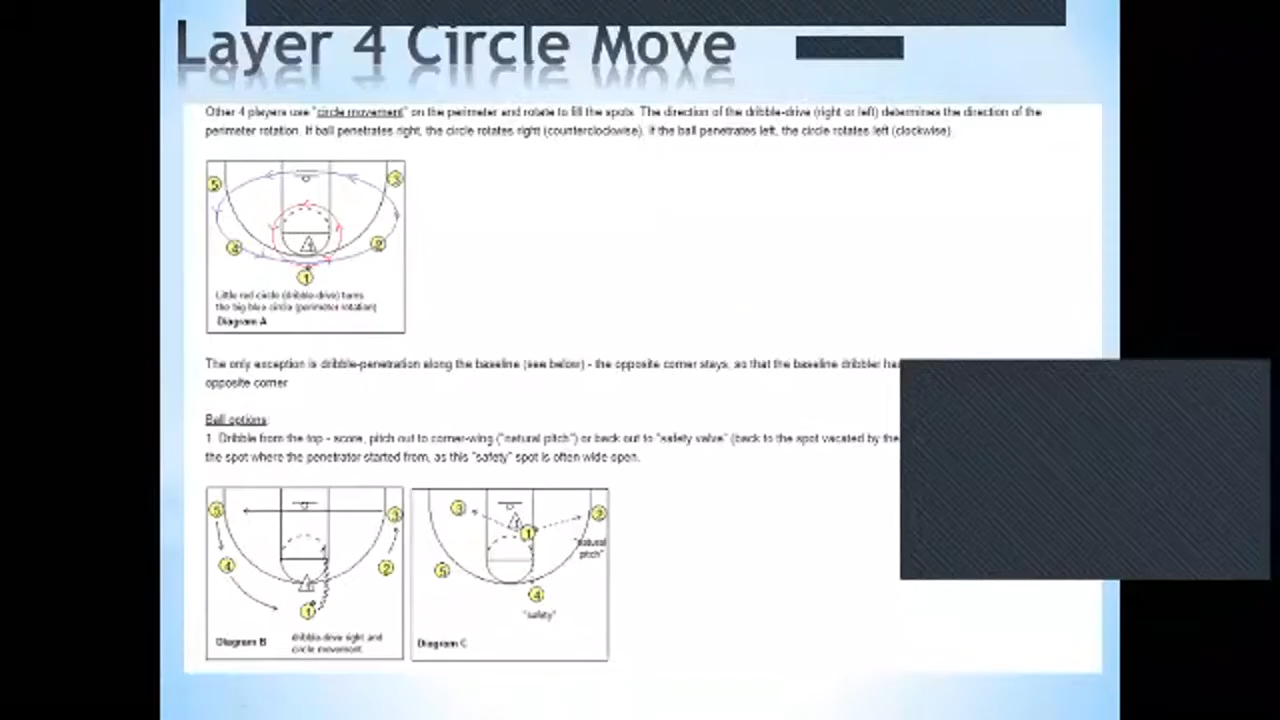 Layer 4 Circle Move
Other 4 players use "circle movement" on the perimeter and rotate to fill the spots. The direction of the dribble-drive (right or left) determines the direction of the
perimeter rotation. If ball penetrates right, the circle rotates right (counterclockwise). If the ball penetrates left, the circle rotates left (clockwise).
5 3
4 2
1
Little red circle (dribble-drive) turns
the big blue circle (perimeter rotation)
Diagram A
The only exception is dribble-penetration along the baseline (see below) - the opposite corner stays, so that the baseline dribbler has
opposite corner
Ball options:
1. Dribble from the top - score, pitch out to corner-wing ("natural pitch") or back out to "safety valve" (back to the spot vacated by the
the spot where the penetrator started from, as this "safety" spot is often wide open.
5 3
4 2
1
Diagram B
dribble-drive right and
circle movement
3 2
1
"natural
pitch"
5
4
"safety"
Diagram C